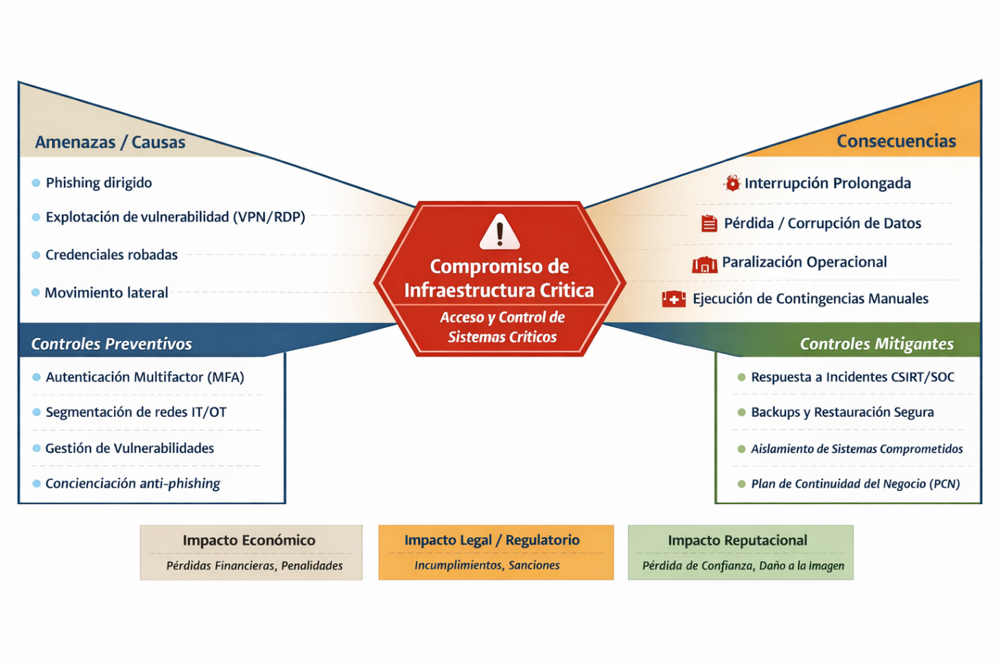 Amenazas / Causas
Phishing dirigido
Explotación de vulnerabilidad (VPN/RDP)
Credenciales robadas
Movimiento lateral
Controles Preventivos
Autenticación Multifactor (MFA)
Segmentación de redes IT/OT
Gestión de Vulnerabilidades
Concienciación anti-phishing
Compromiso de
Infraestructura Critica
Acceso y Control de
Sistemas Críticos
Consecuencias
Interrupción Prolongada
Pérdida / Corrupción de Datos
Paralización Operacional
Ejecución de Contingencias Manuales
Controles Mitigantes
Respuesta a Incidentes CSIRT/SOC
Backups y Restauración Segura
Aislamiento de Sistemas Comprometidos
Plan de Continuidad del Negocio (PCN)
Impacto Económico
Pérdidas Financieras, Penalidades
Impacto Legal / Regulatorio
Incumplimientos, Sanciones
Impacto Reputacional
Pérdida de Confianza, Daño a la Imagen